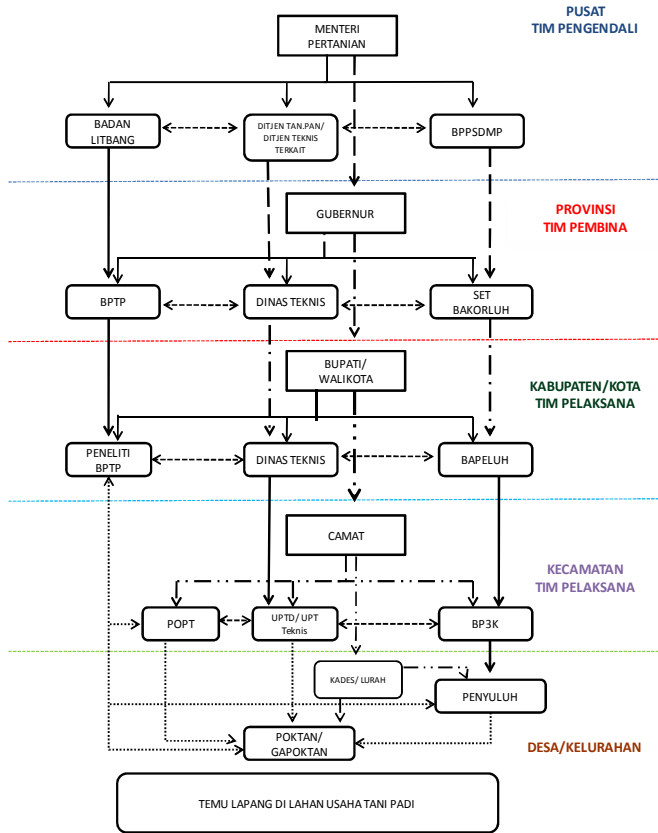 PUSAT
TIM PENGENDALI
MENTERI
PERTANIAN
BADAN
LITBANG
DITJEN TAN.PAN/
DITJEN TEKNIS
TERKAIT
BPPSDMP
PROVINSI
TIM PEMBINA
GUBERNUR
BPTP
DINAS TEKNIS
SET
BAKORLUH
BUPATI/
WALIKOTA
KABUPATEN/KOTA
TIM PELAKSANA
PENELITI
BPTP
DINAS TEKNIS
BAPELUH
CAMAT
KECAMATAN
TIM PELAKSANA
POPT
UPTD/ UPT
Teknis
BP3K
KADES/ LURAH
PENYULUH
POKTAN/
GAPOKTAN
DESA/KELURAHAN
TEMU LAPANG DI LAHAN USAHA TANI PADI